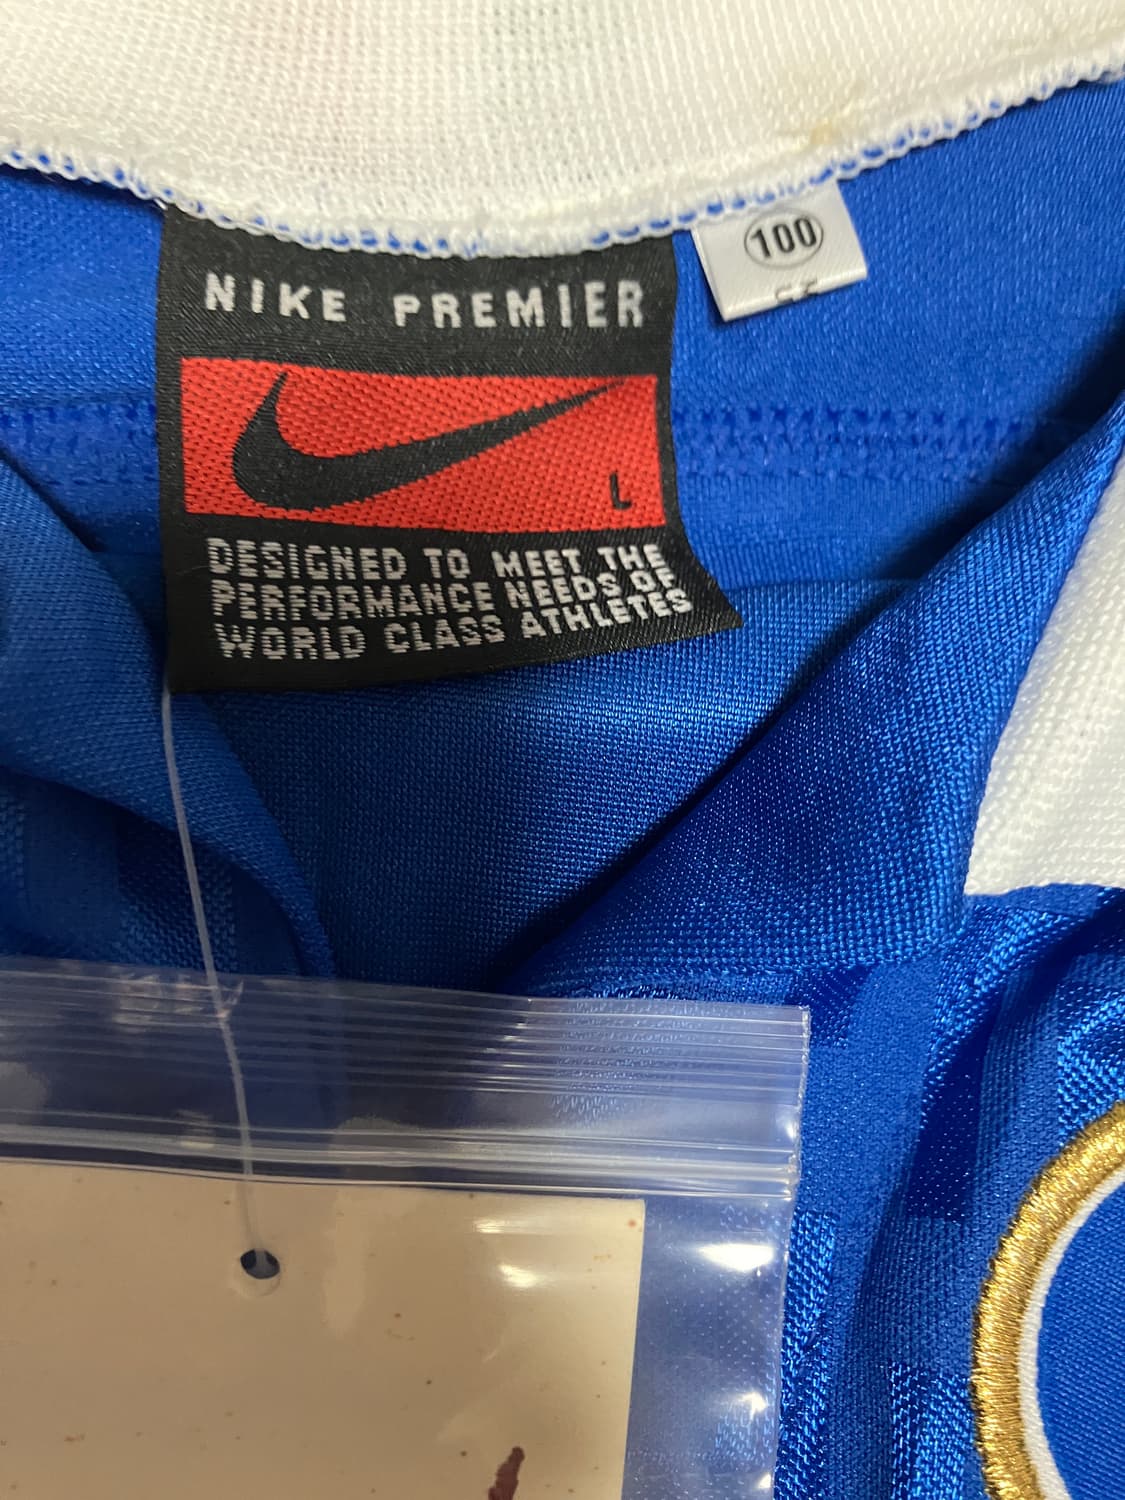 NIKE PREMIER
100
L
DESIGNED TO MEET THE
PERFORMANCE NEEDS OF
WORLD CLASS ATHLETES